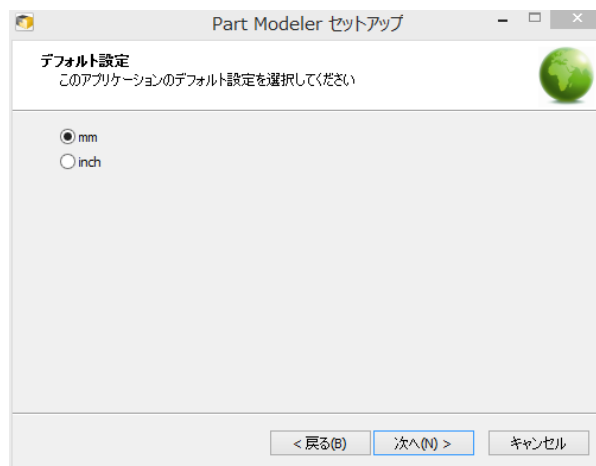 Part Modeler セットアップ
デフォルト設定
このアプリケーションのデフォルト設定を選択してください
mm
inch
< 戻る(B) 次へ(N) > キャンセル